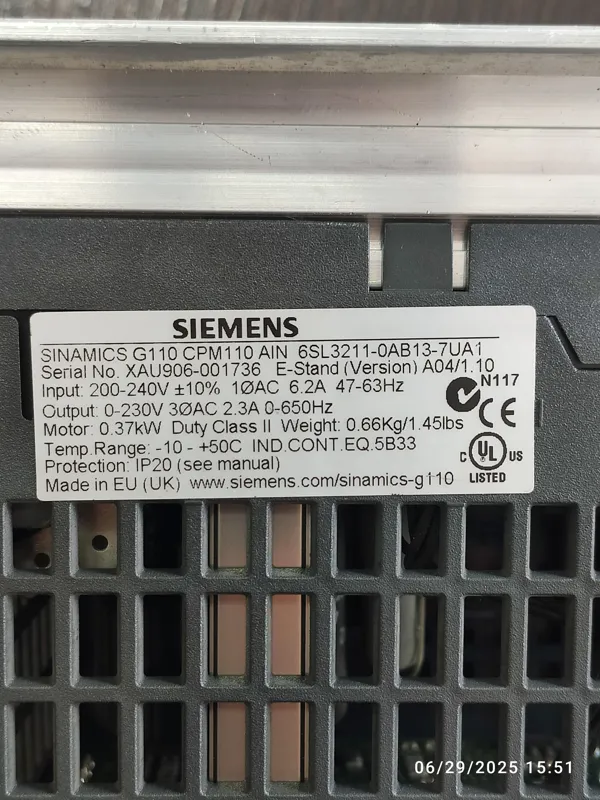 SIEMENS
SINAMICS G110 CPM110 AIN 6SL3211-0AB13-7UA1
Serial No. XAU906-001736 E-Stand (Version) A04/1.10
Input: 200-240V ±10% 1ØAC 6.2A 47-63Hz
N117
Output: 0-230V 3ØAC 2.3A 0-650Hz
CE
Motor: 0.37kW Duty Class II Weight: 0.66Kg/1.45lbs
Temp.Range: -10 - +50C IND.CONT.EQ.5B33
C UL US
Protection: IP20 (see manual)
LISTED
Made in EU (UK) www.siemens.com/sinamics-g110
06/29/2025 15:51